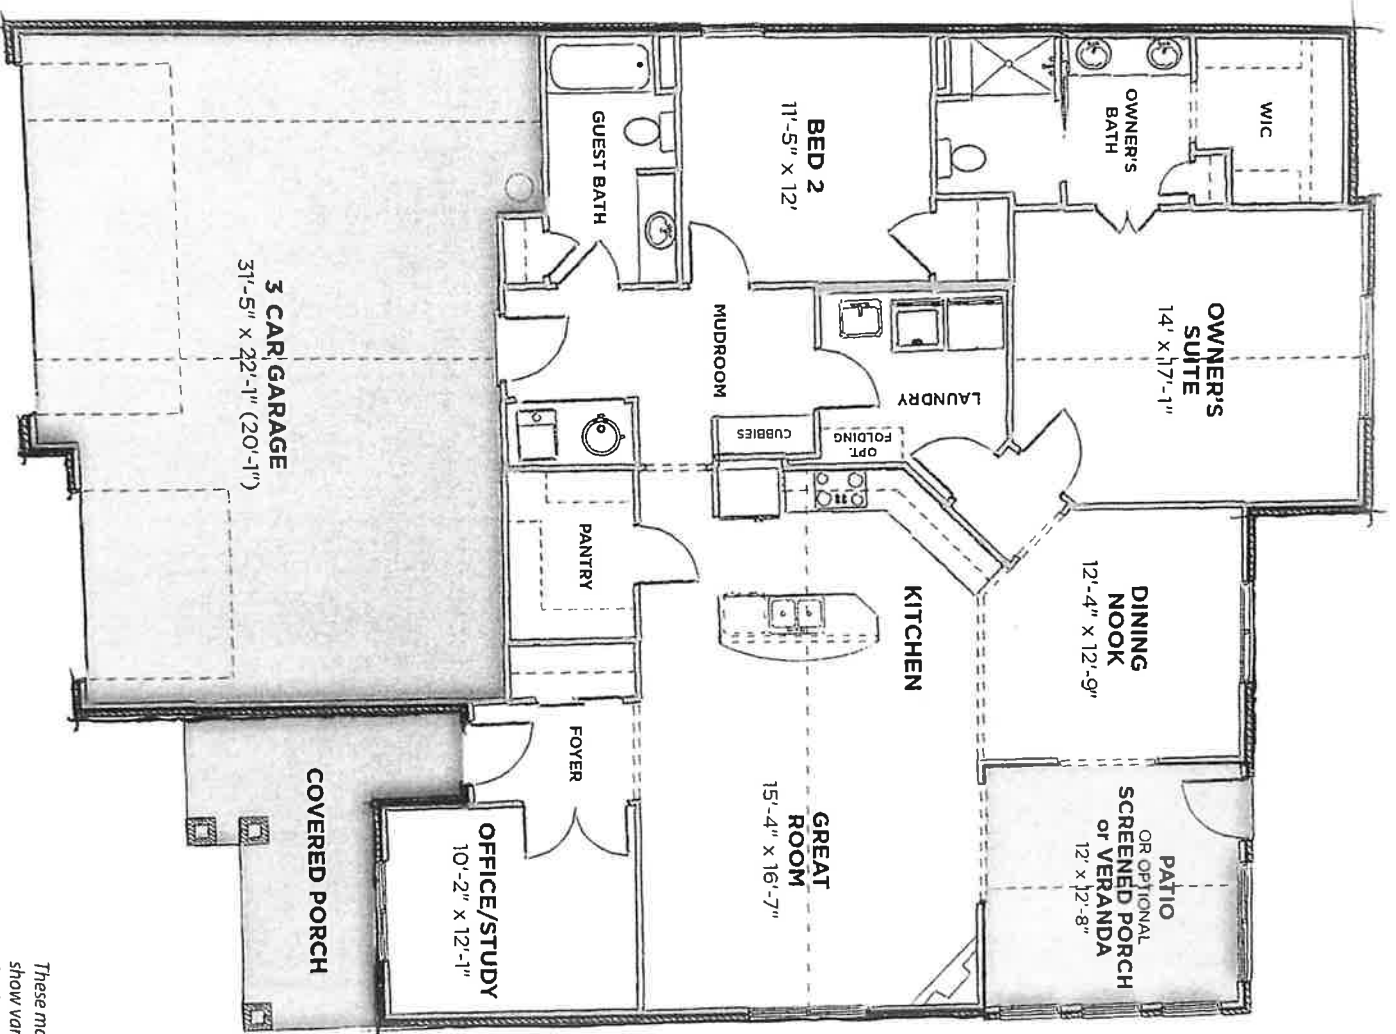 WIC
OWNER'S
BATH
BED 2
11'-5" x 12'
GUEST BATH
OWNER'S
SUITE
14' x 17'-1"
MUDROOM
LAUNDRY
CUBBIES
OPT.
FOLDING
3 CAR GARAGE
31'-5" x 22'-1" (20'-1")
PANTRY
KITCHEN
DINING
NOOK
12'-4" x 12'-9"
FOYER
GREAT
ROOM
15'-4" x 16'-7"
PATIO
OR OPTIONAL
SCREENED PORCH
or VERANDA
12' x 12'-8"
OFFICE/STUDY
10'-2" x 12'-1"
COVERED PORCH
These
show